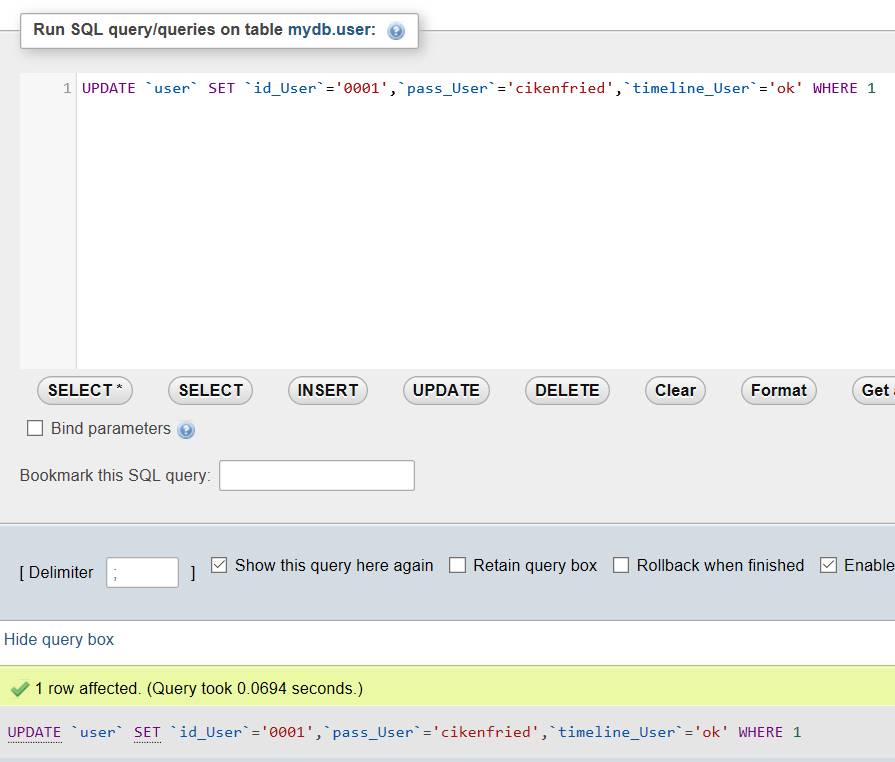 Run SQL query/queries on table mydb.user:
1 UPDATE `user` SET `id_User`='0001',`pass_User`='cikenfried',`timeline_User`='ok' WHERE 1
SELECT * SELECT INSERT UPDATE DELETE Clear Format Get
Bind parameters
Bookmark this SQL query:
[ Delimiter ; ] Show this query here again Retain query box Rollback when finished Enable
Hide query box
1 row affected. (Query took 0.0694 seconds.)
UPDATE `user` SET `id_User`='0001',`pass_User`='cikenfried',`timeline_User`='ok' WHERE 1